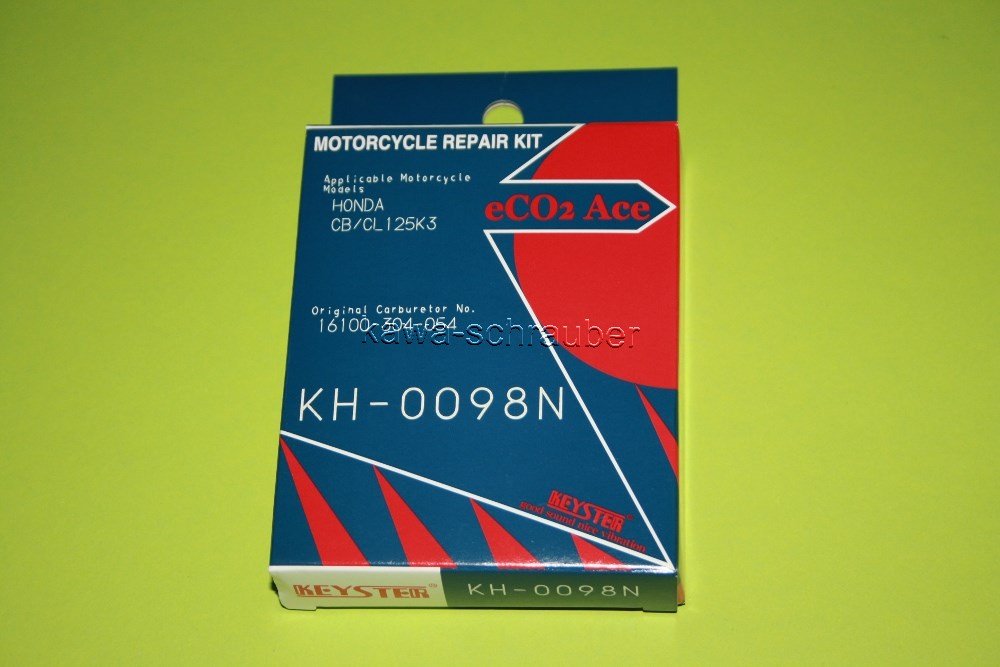 MOTORCYCLE REPAIR KIT
Applicable Motorcycle
Models
HONDA
CB/CL125K3
eCO2 Ace
Original Carburetor No.
16100-304-054
kawa-schrauber
KH-0098N
KEYSTER
good sound nice vibration
KEYSTER®
KH-0098N